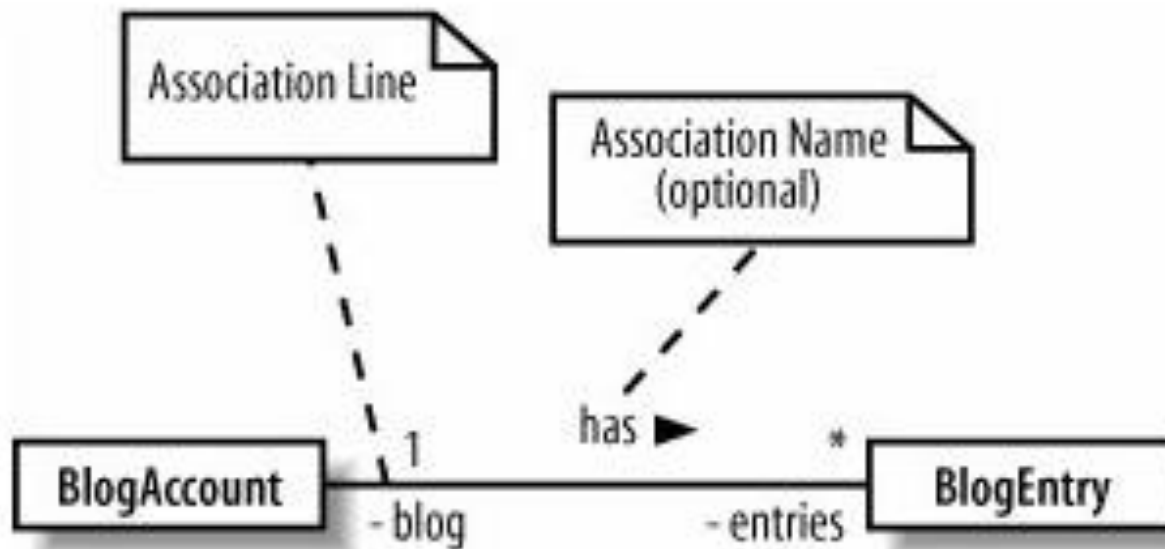 Association Line
Association Name
(optional)
has ►
1
*
BlogAccount
BlogEntry
- blog
- entries